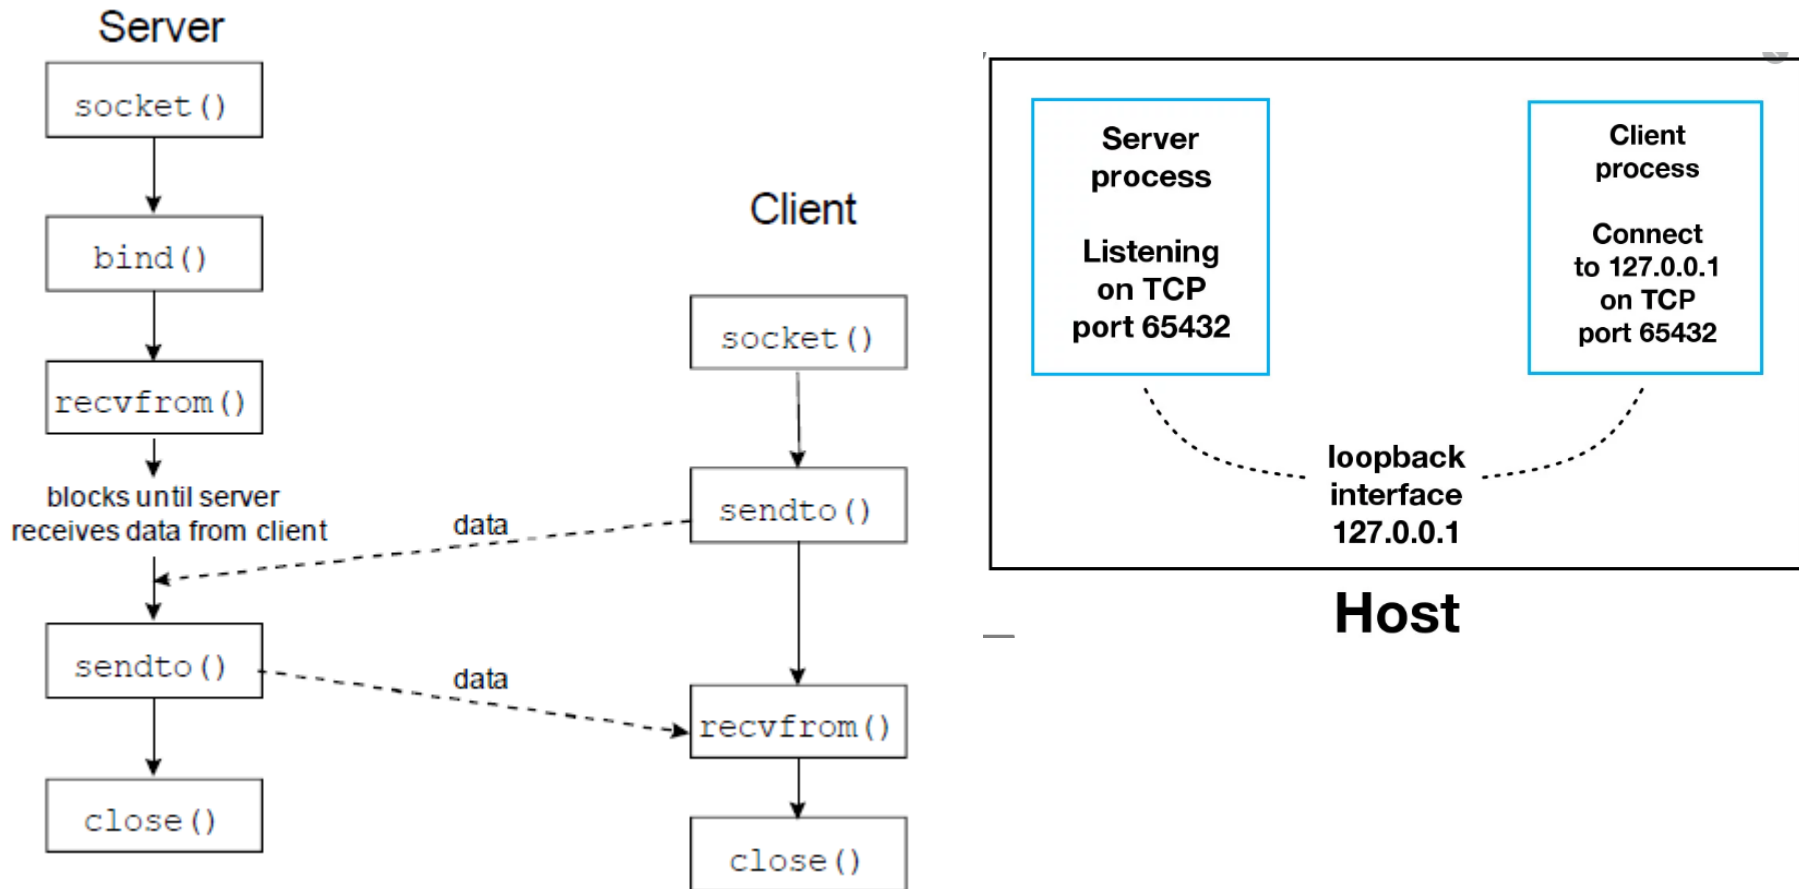 Server
socket()
bind()
recvfrom()
blocks until server
receives data from client
sendto()
close()
Client
socket()
sendto()
data
data
recvfrom()
close()
Server
process
Listening
on TCP
port 65432
Client
process
Connect
to 127.0.0.1
on TCP
port 65432
loopback
interface
127.0.0.1
Host